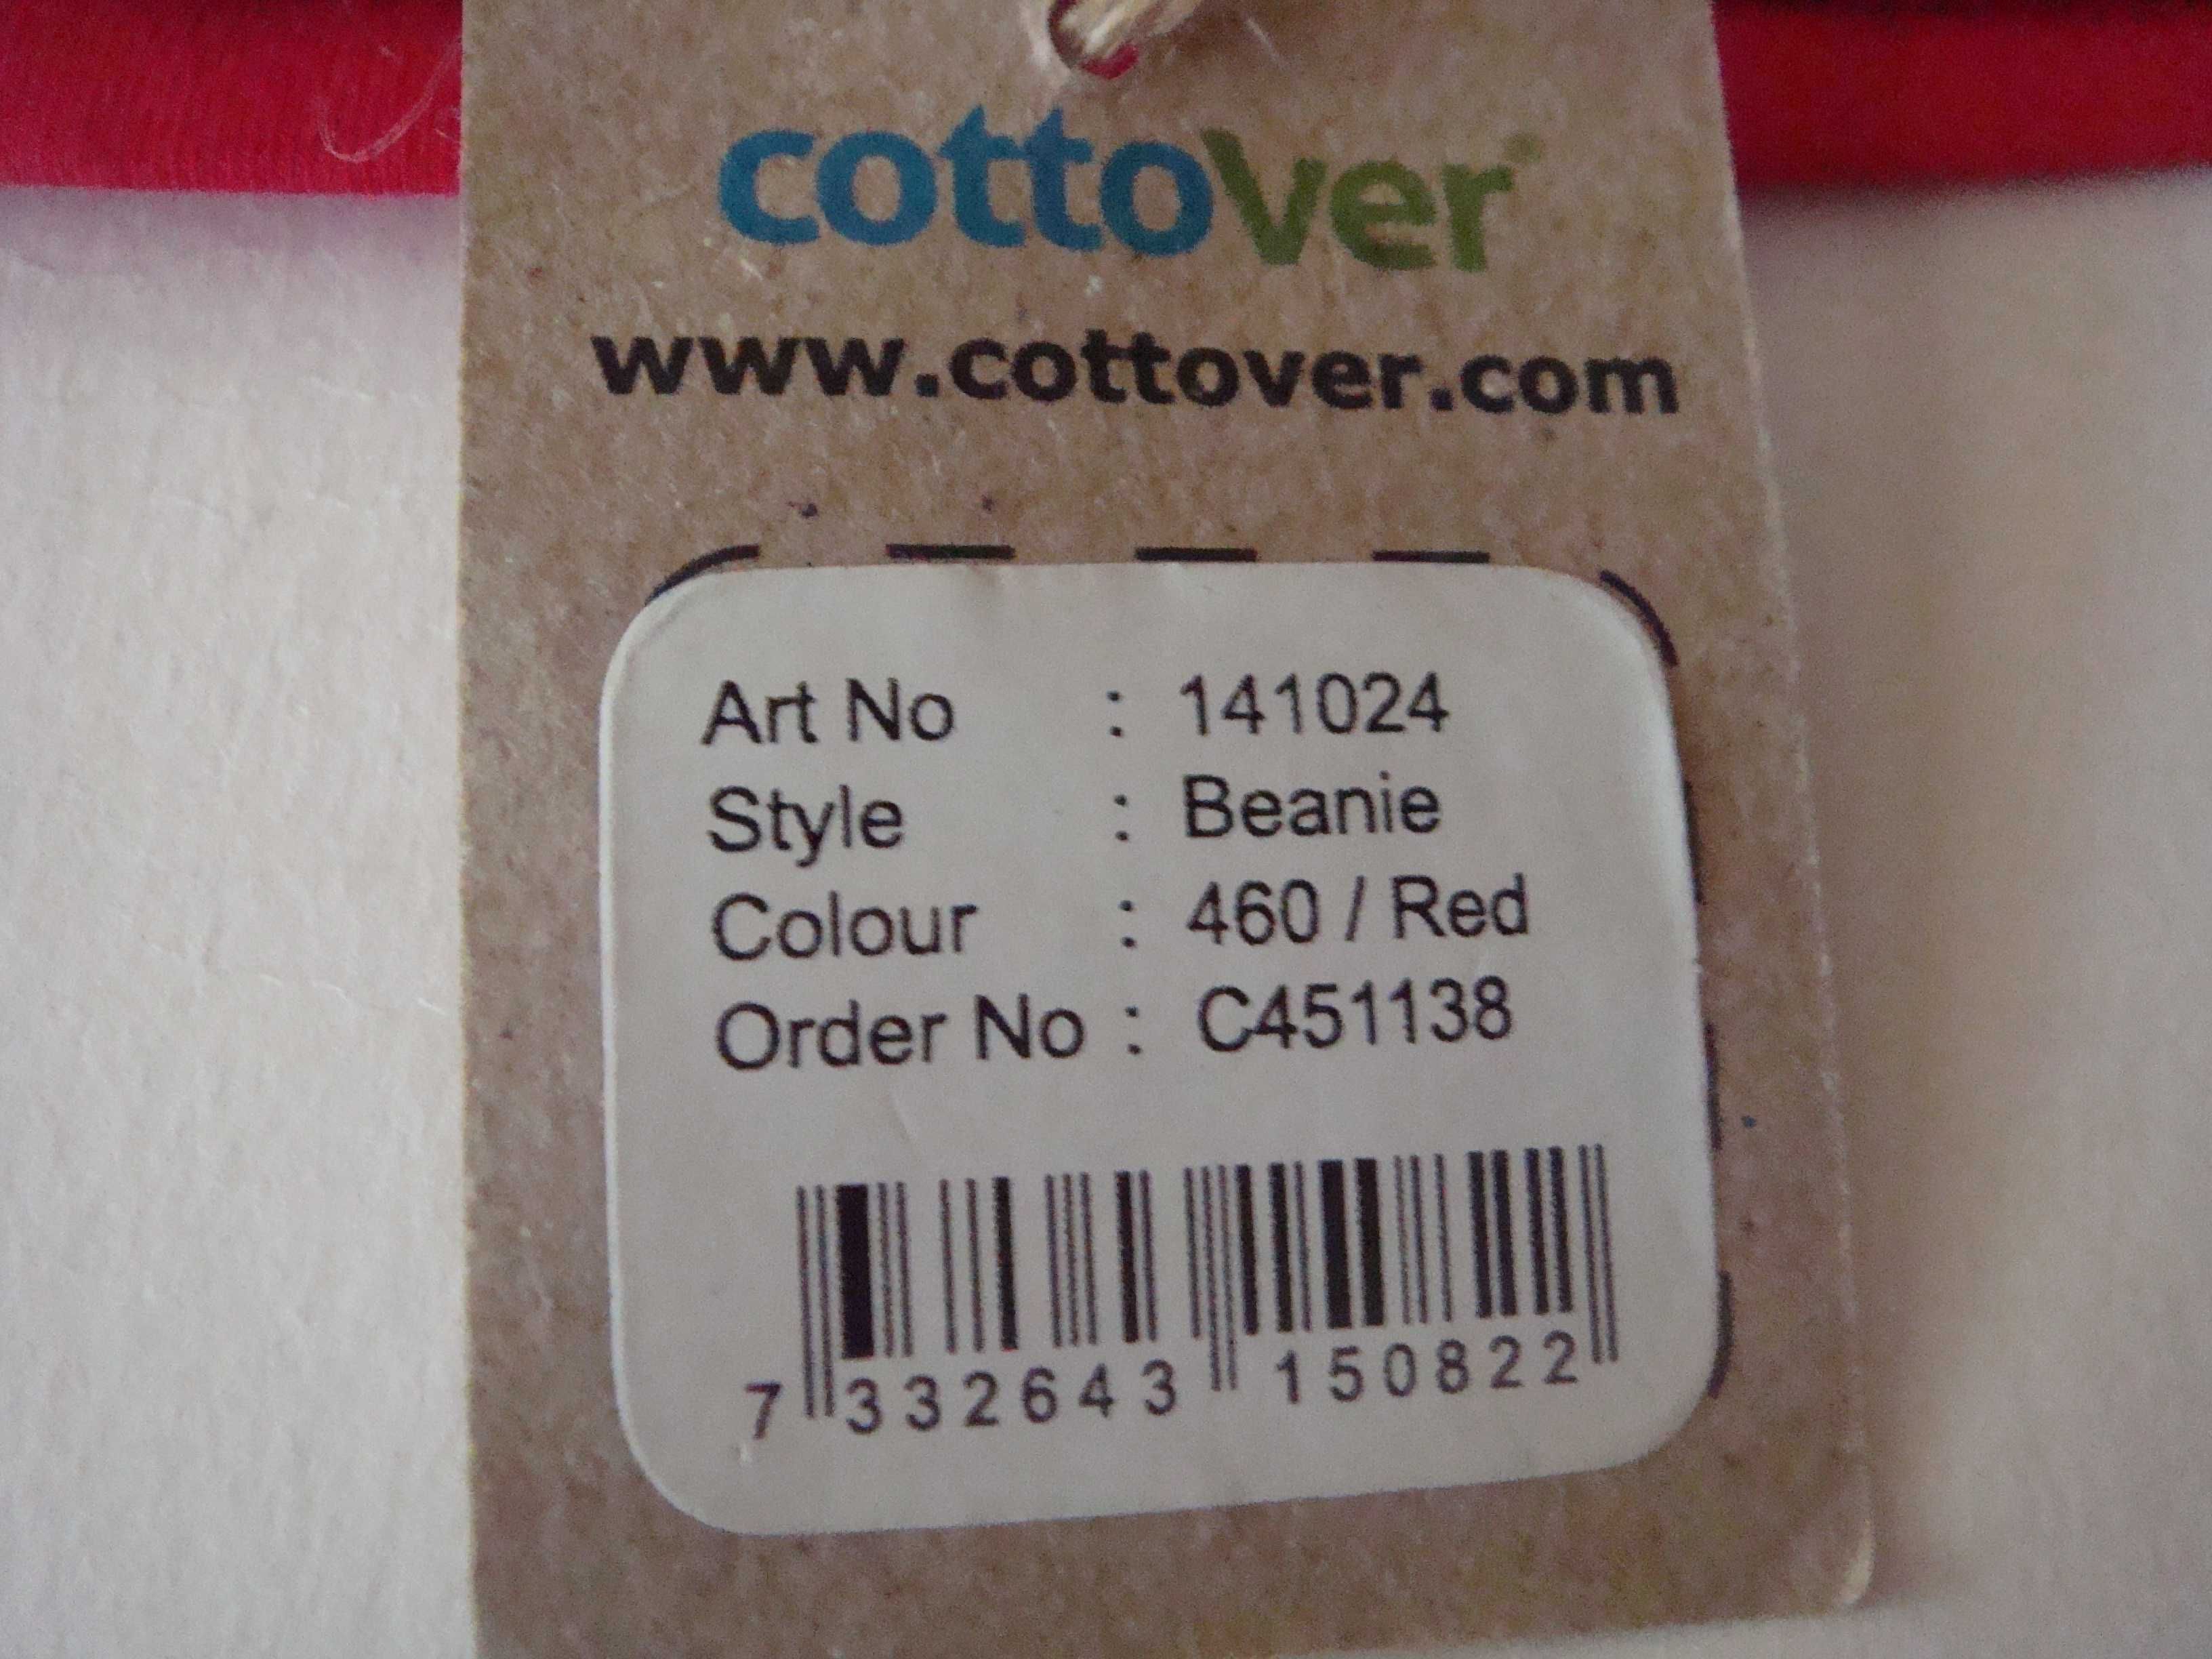 cottover
www.cottover.com
Art No : 141024
Style : Beanie
Colour : 460 / Red
Order No : C451138
7 332643 150822